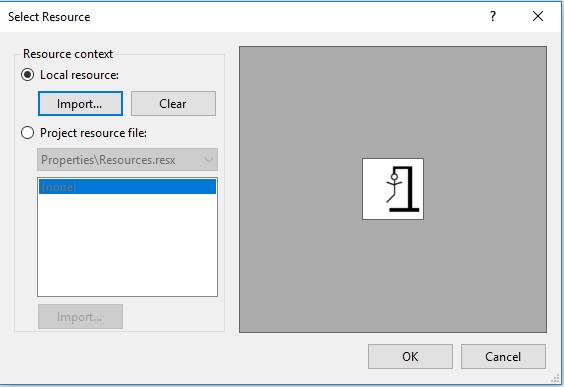 Select Resource
?
Resource context
Local resource:
Import...
Clear
Project resource file:
Properties\Resources.resx
(none)
Import...
OK
Cancel